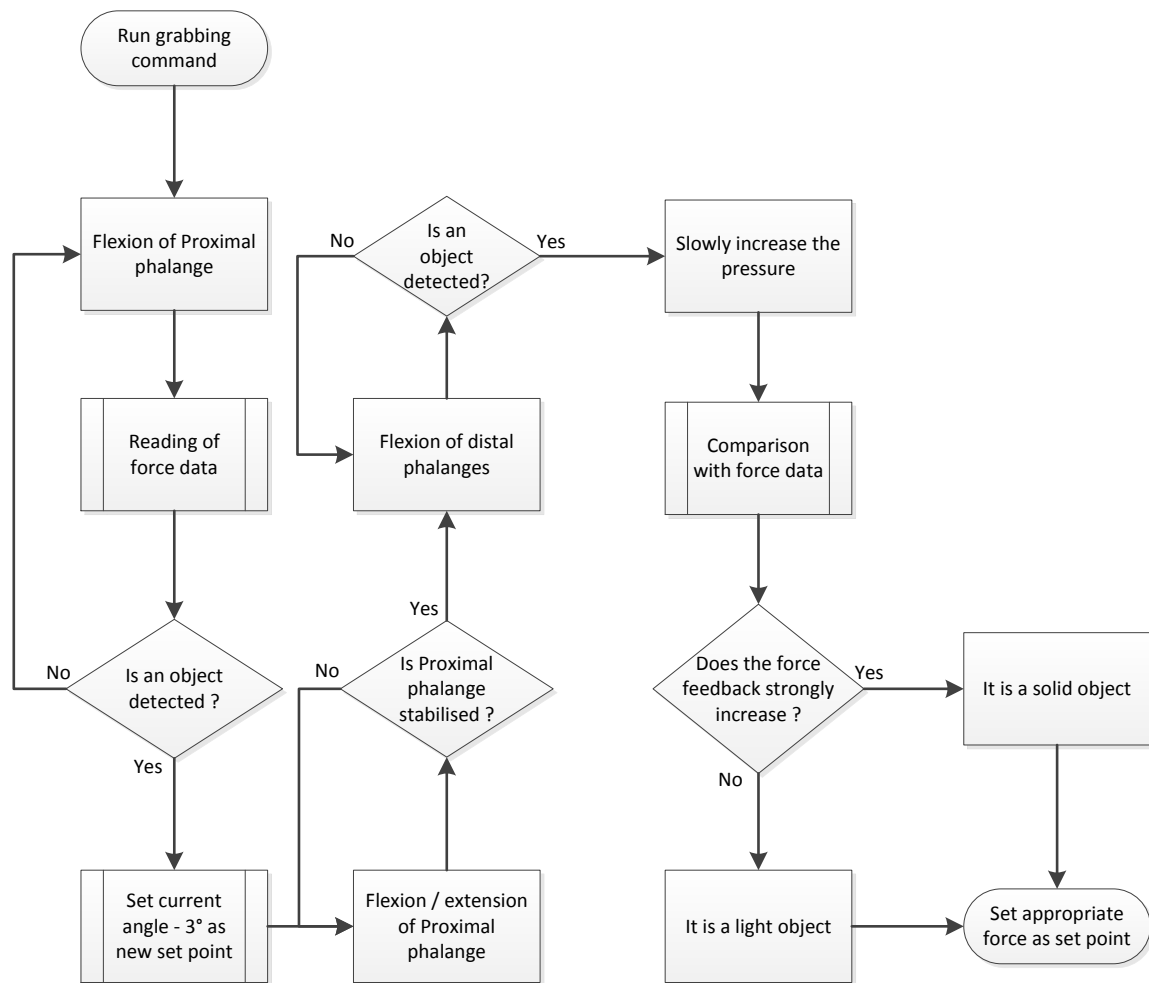 Run grabbing
command
Flexion of Proximal
phalange
Reading of
force data
No
Is an object
detected ?
Yes
Set current
angle - 3° as
new set point
Flexion / extension
of Proximal
phalange
No
Is Proximal
phalange
stabilised ?
Yes
Flexion of distal
phalanges
No
Is an
object
detected?
Yes
Slowly increase the
pressure
Comparison
with force data
Does the force
feedback strongly
increase ?
Yes
It is a solid object
No
It is a light object
Set appropriate
force as set point